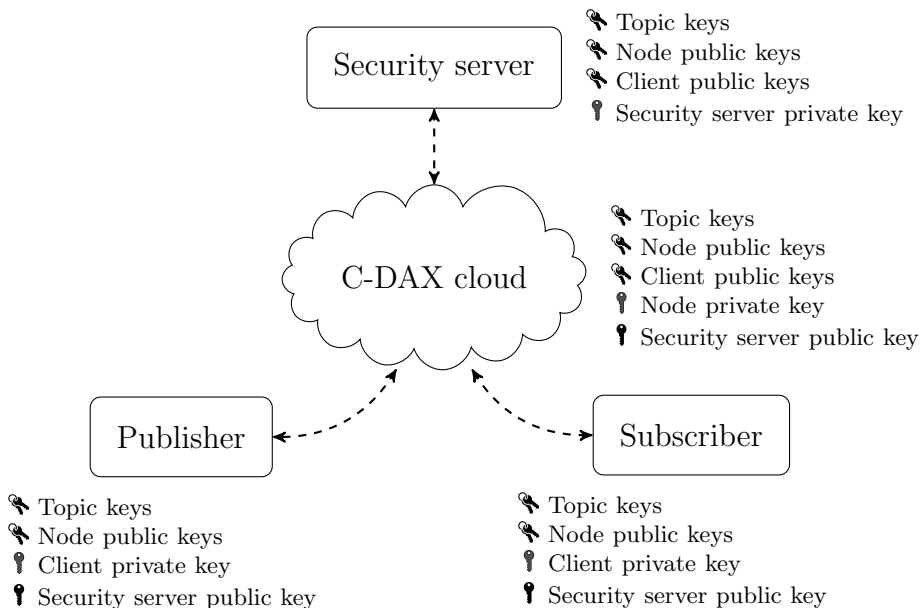 Security server
Topic keys
Node public keys
Client public keys
Security server private key
C-DAX cloud
Topic keys
Node public keys
Client public keys
Node private key
Security server public key
Publisher
Topic keys
Node public keys
Client private key
Security server public key
Subscriber
Topic keys
Node public keys
Client private key
Security server public key